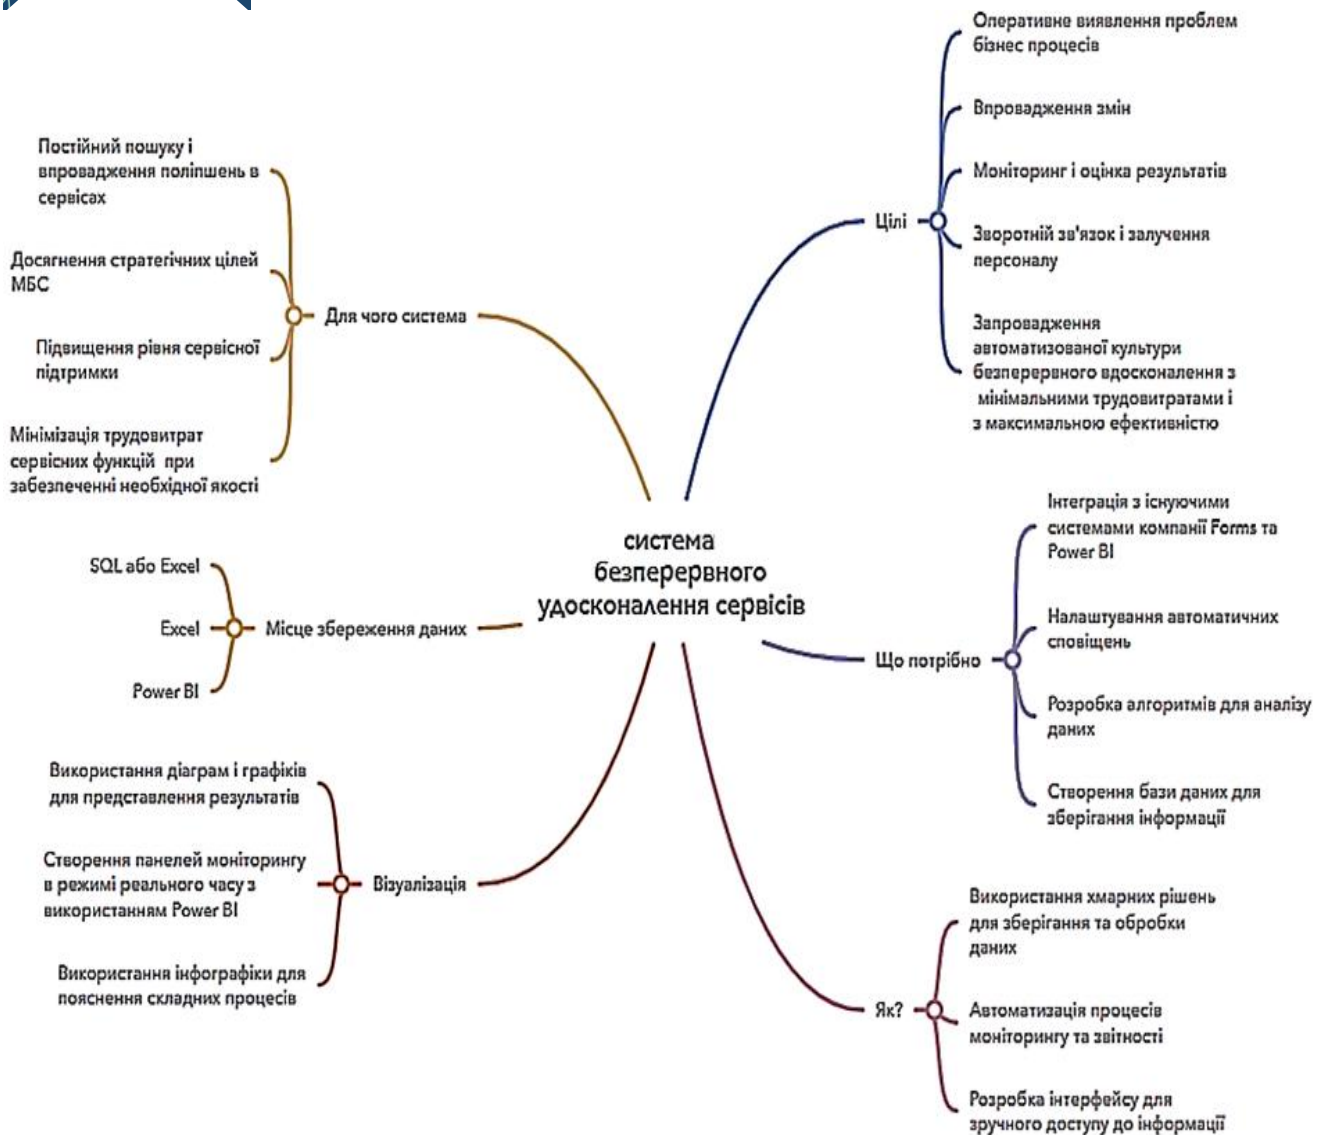 Оперативне виявлення проблем
бізнес процесів
Впровадження змін
Моніторинг і оцінка результатів
Цілі
Зворотній зв'язок і залучення
персоналу
Запровадження
автоматизованої культури
безперервного вдосконалення з
мінімальними трудовитратами і
з максимальною ефективністю
Постійний пошуку і
впровадження поліпшень в
сервісах
Досягнення стратегічних цілей
МБС
Для чого система
Підвищення рівня сервісної
підтримки
Мінімізація трудовитрат
сервісних функцій при
забезпеченні необхідної якості
система
безперервного
удосконалення сервісів
Інтеграція з існуючими
системами компанії Forms та
Power BI
Налаштування автоматичних
сповіщень
Що потрібно
Розробка алгоритмів для аналізу
даних
Створення бази даних для
зберігання інформації
SQL або Excel
Excel
Місце збереження даних
Power BI
Використання діаграм і графіків
для представлення результатів
Створення панелей моніторингу
в режимі реального часу з
використанням Power BI
Візуалізація
Використання інфографіки для
пояснення складних процесів
Використання хмарних рішень
для зберігання та обробки
даних
Як?
Автоматизація процесів
моніторингу та звітності
Розробка інтерфейсу для
зручного доступу до інформації